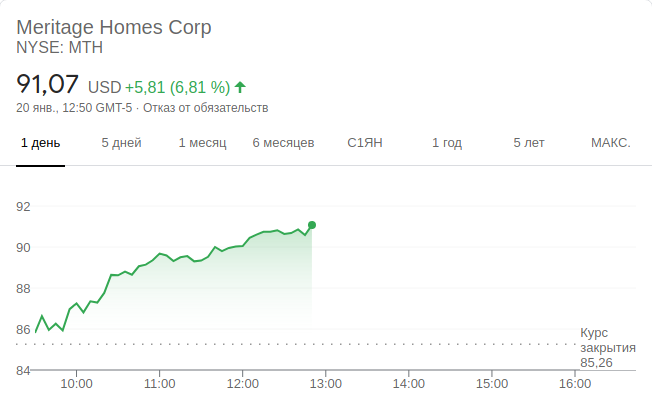 Meritage Homes Corp
NYSE: MTH
91,07 USD +5,81 (6,81 %)
20 янв., 12:50 GMT-5 · Отказ от обязательств
1 день 5 дней 1 месяц 6 месяцев С1ЯН 1 год 5 лет МАКС.
92
90
88
86
84
Курс
закрытия
85,26
10:00 11:00 12:00 13:00 14:00 15:00 16:00